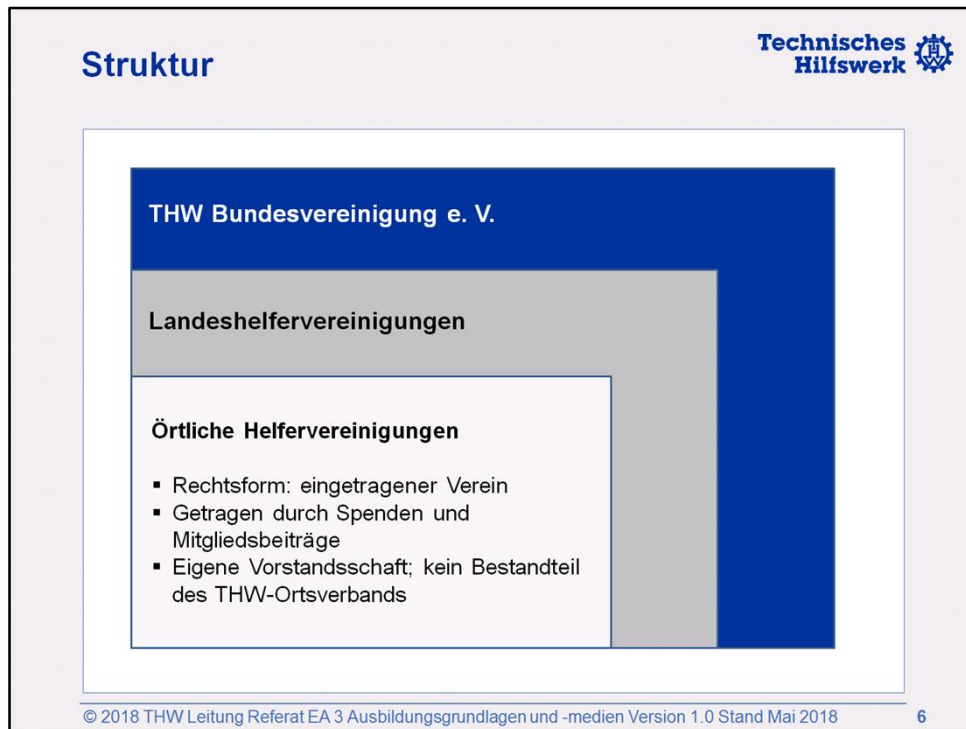 Struktur
Technisches
Hilfswerk
THW Bundesvereinigung e. V.
Landeshelfervereinigungen
Örtliche Helfervereinigungen
▪ Rechtsform: eingetragener Verein
▪ Getragen durch Spenden und
Mitgliedsbeiträge
▪ Eigene Vorstandsschaft; kein Bestandteil
des THW-Ortsverbands
© 2018 THW Leitung Referat EA 3 Ausbildungsgrundlagen und -medien Version 1.0 Stand Mai 2018 6